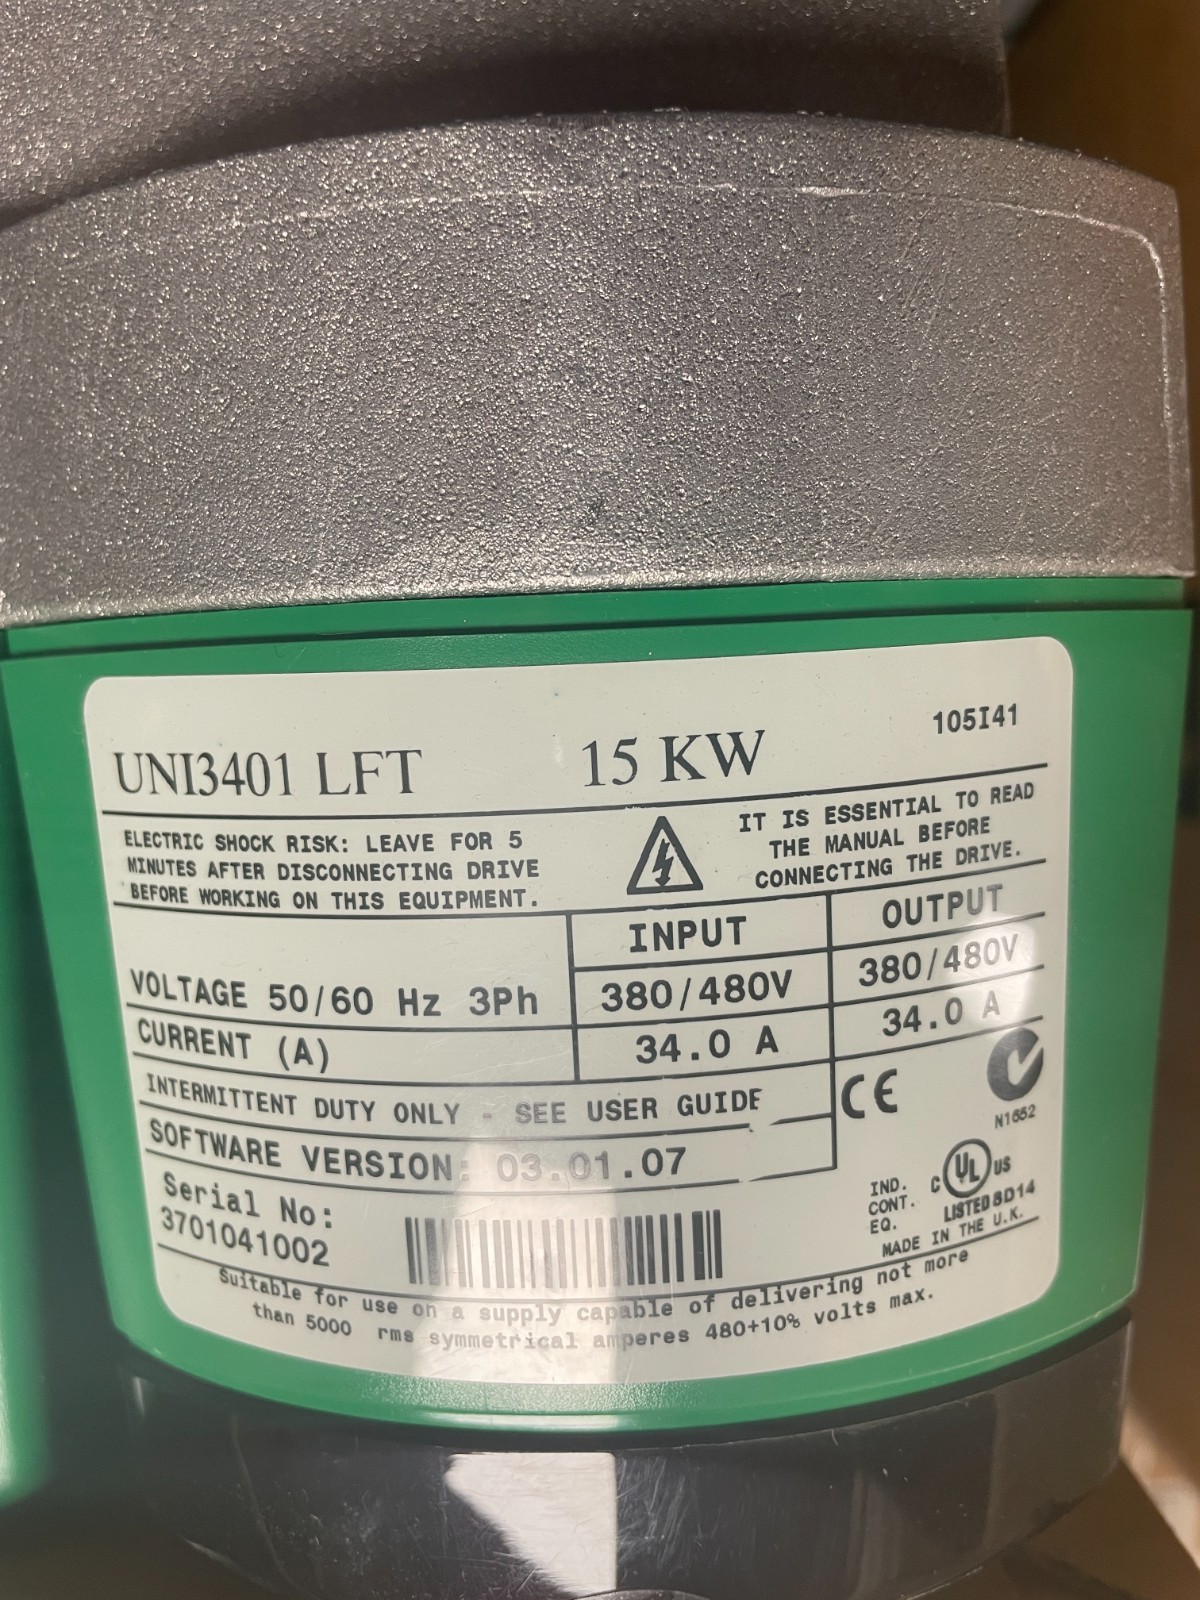 UNI3401 LFT 15 KW 105I41
ELECTRIC SHOCK RISK: LEAVE FOR 5
MINUTES AFTER DISCONNECTING DRIVE
BEFORE WORKING ON THIS EQUIPMENT.
IT IS ESSENTIAL TO READ
THE MANUAL BEFORE
CONNECTING THE DRIVE.
INPUT OUTPUT
VOLTAGE 50/60 Hz 3Ph 380/480V 380/480V
CURRENT (A) 34.0 A 34.0 A
INTERMITTENT DUTY ONLY - SEE USER GUIDE
SOFTWARE VERSION: 03.01.07
CE
N1652
Serial No:
3701041002
IND.
CONT.
EQ.
C UL US
LISTED 8D14
MADE IN THE U.K.
Suitable for use on a supply capable of delivering not more
than 5000 rms symmetrical amperes 480+10% volts max.